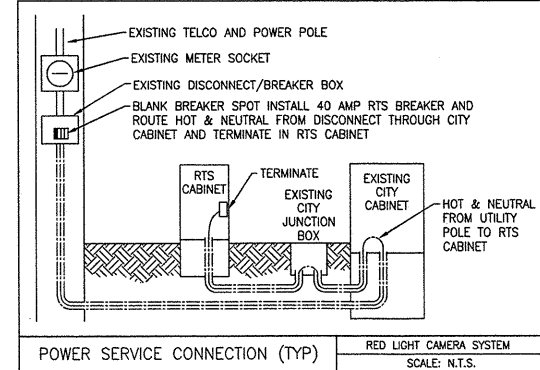 EXISTING TELCO AND POWER POLE
EXISTING METER SOCKET
EXISTING DISCONNECT/BREAKER BOX
BLANK BREAKER SPOT INSTALL 40 AMP RTS BREAKER AND
ROUTE HOT & NEUTRAL FROM DISCONNECT THROUGH CITY
CABINET AND TERMINATE IN RTS CABINET
RTS
CABINET
TERMINATE
EXISTING
CITY
JUNCTION
BOX
EXISTING
CITY
CABINET
HOT & NEUTRAL
FROM UTILITY
POLE TO RTS
CABINET
POWER SERVICE CONNECTION (TYP)
RED LIGHT CAMERA SYSTEM
SCALE: N.T.S.